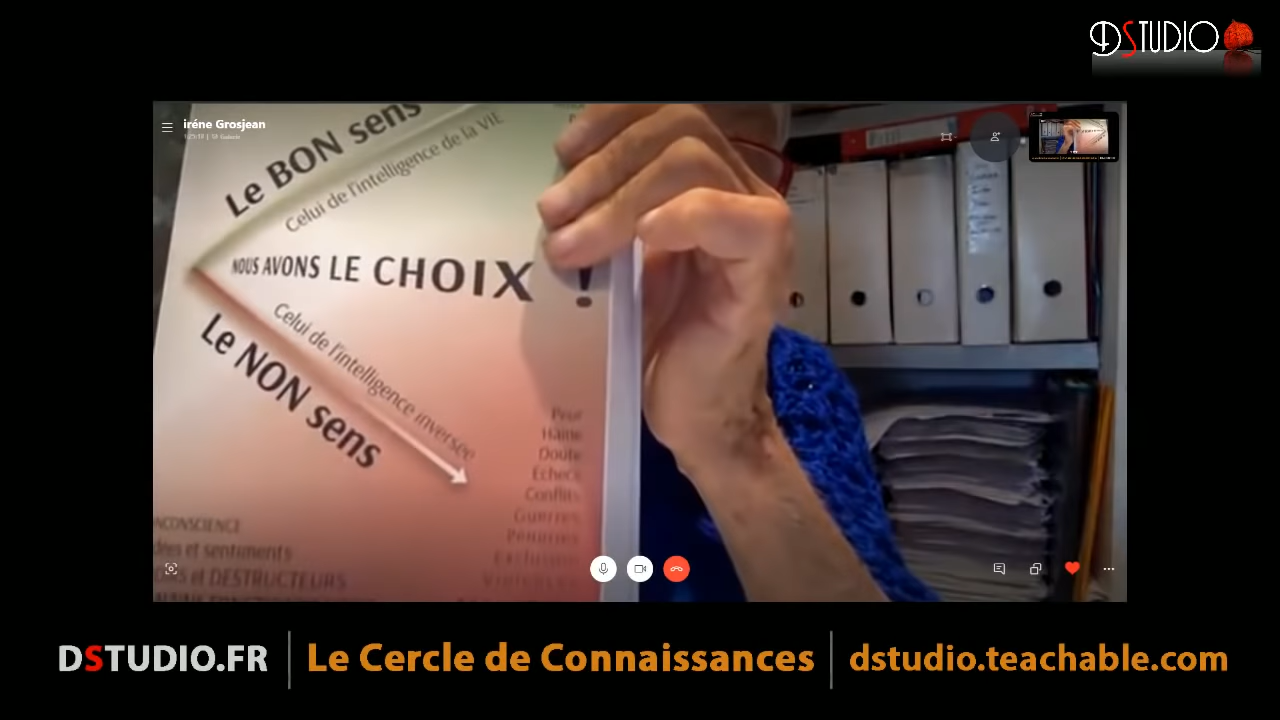 DSTUDIO
iréne Grosjean
Le BON sens
Celui de l'intelligence de la VIE
NOUS AVONS LE CHOIX !
Celui de l'intelligence inversée
Le NON sens
Peur
Haine
Doute
Echecs
Conflits
Guerres
Pénuries
Exclusion
Violences
et sentiments
et DESTRUCTEURS
DSTUDIO.FR | Le Cercle de Connaissances | dstudio.teachable.com